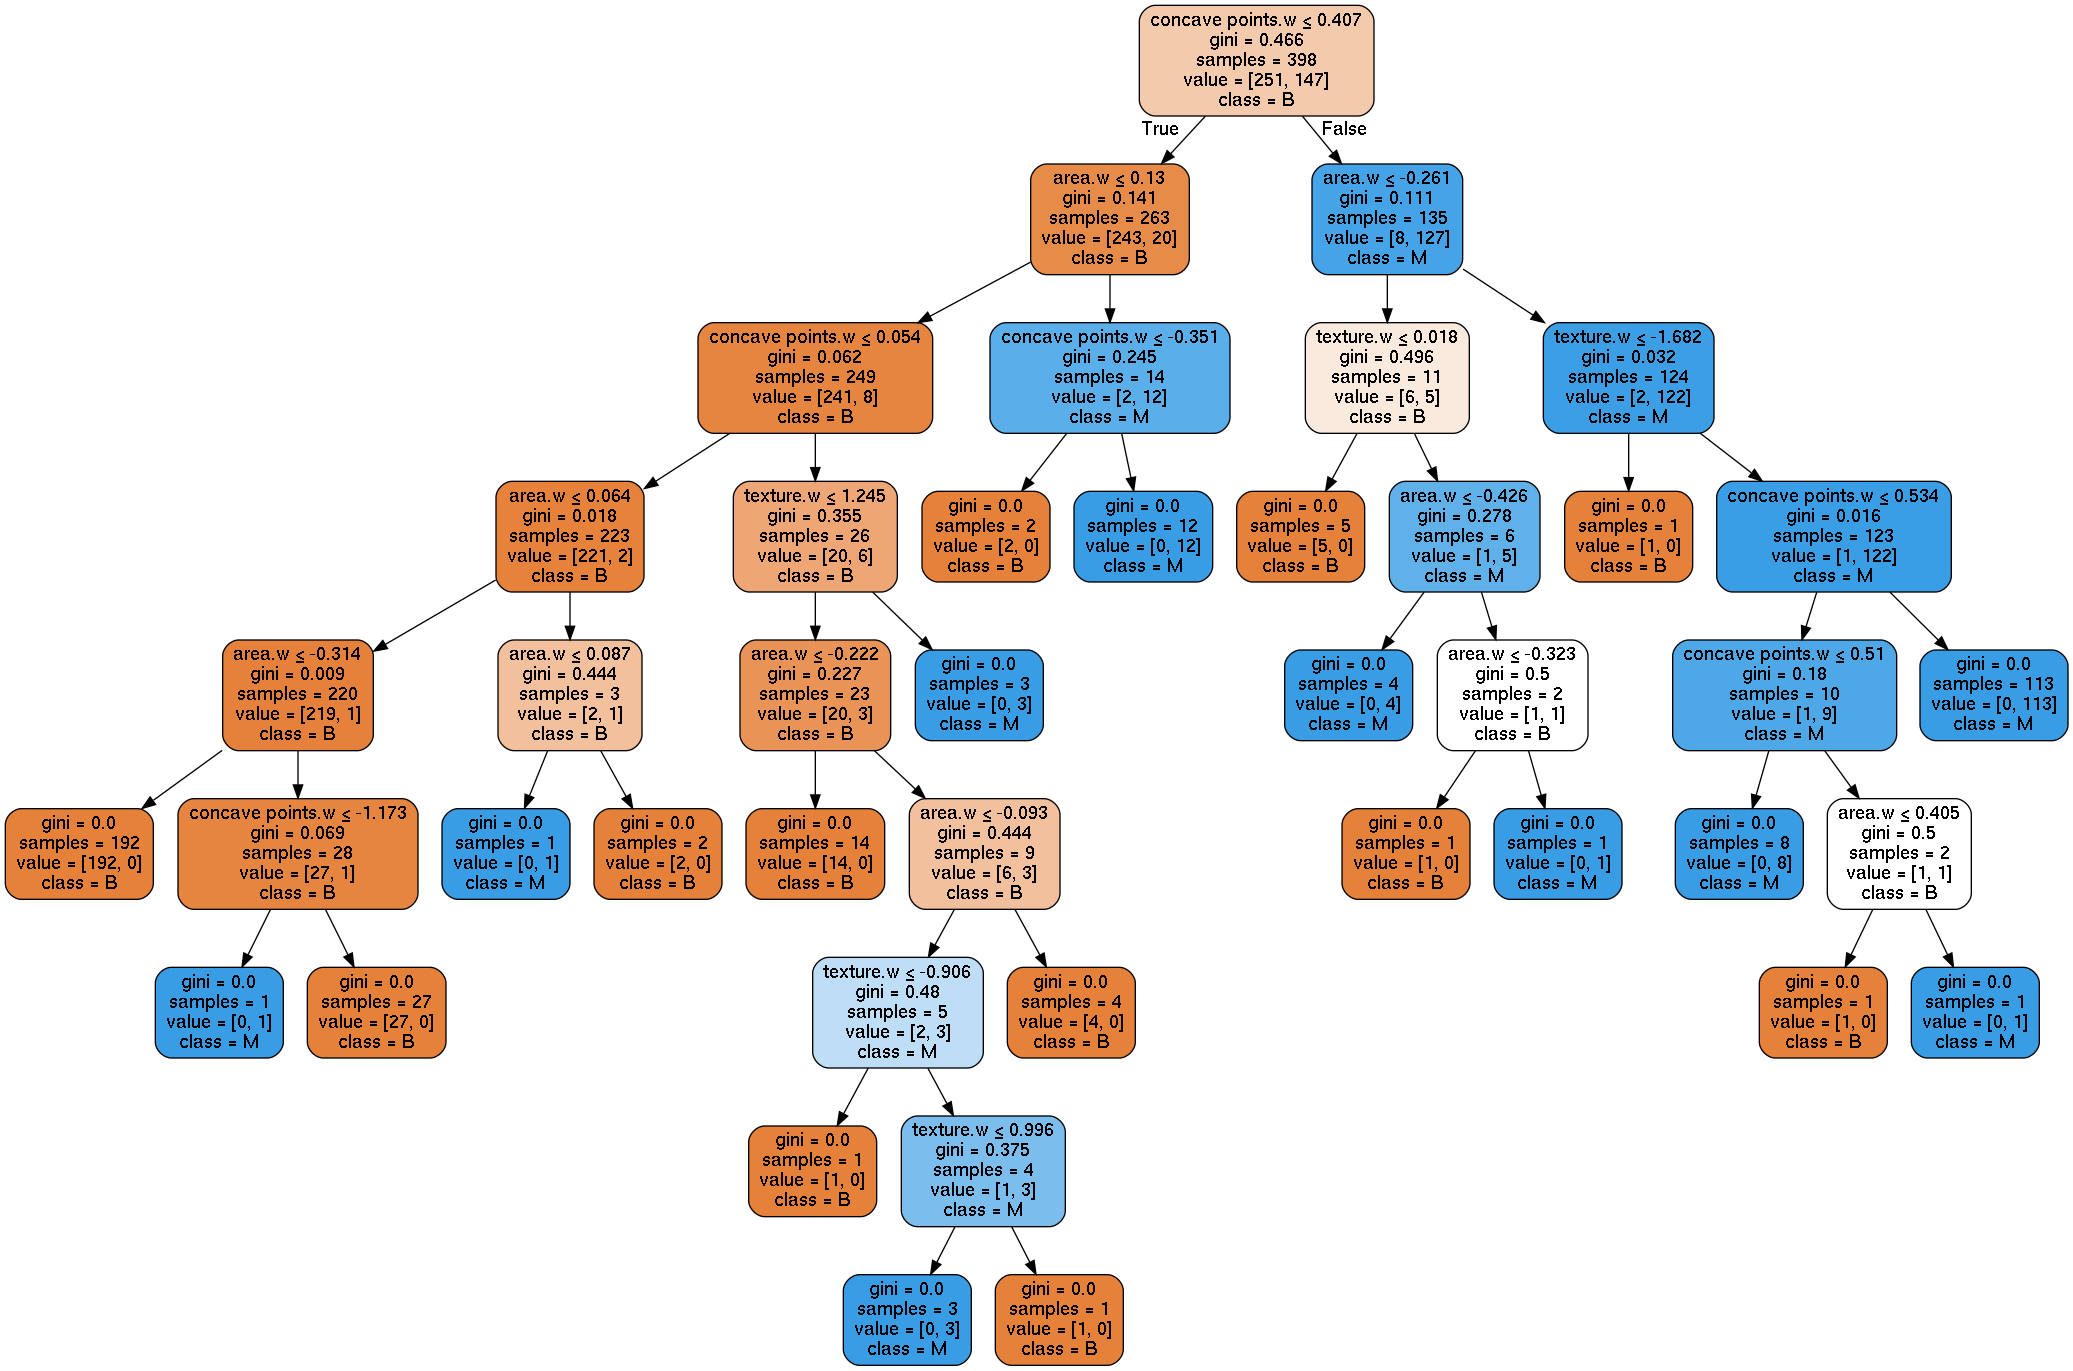 concave points.w ≤ 0.407
gini = 0.466
samples = 398
value = [251, 147]
class = B
True
False
area.w ≤ 0.13
gini = 0.141
samples = 263
value = [243, 20]
class = B
area.w ≤ -0.261
gini = 0.111
samples = 135
value = [8, 127]
class = M
concave points.w ≤ 0.054
gini = 0.062
samples = 249
value = [241, 8]
class = B
concave points.w ≤ -0.351
gini = 0.245
samples = 14
value = [2, 12]
class = M
texture.w ≤ 0.018
gini = 0.496
samples = 11
value = [6, 5]
class = B
texture.w ≤ -1.682
gini = 0.032
samples = 124
value = [2, 122]
class = M
area.w ≤ 0.064
gini = 0.018
samples = 223
value = [221, 2]
class = B
texture.w ≤ 1.245
gini = 0.355
samples = 26
value = [20, 6]
class = B
gini = 0.0
samples = 2
value = [2, 0]
class = B
gini = 0.0
samples = 12
value = [0, 12]
class = M
gini = 0.0
samples = 5
value = [5, 0]
class = B
area.w ≤ -0.426
gini = 0.278
samples = 6
value = [1, 5]
class = M
gini = 0.0
samples = 1
value = [1, 0]
class = B
concave points.w ≤ 0.534
gini = 0.016
samples = 123
value = [1, 122]
class = M
area.w ≤ -0.314
gini = 0.009
samples = 220
value = [219, 1]
class = B
area.w ≤ 0.087
gini = 0.444
samples = 3
value = [2, 1]
class = B
area.w ≤ -0.222
gini = 0.227
samples = 23
value = [20, 3]
class = B
gini = 0.0
samples = 3
value = [0, 3]
class = M
gini = 0.0
samples = 4
value = [0, 4]
class = M
area.w ≤ -0.323
gini = 0.5
samples = 2
value = [1, 1]
class = B
concave points.w ≤ 0.51
gini = 0.18
samples = 10
value = [1, 9]
class = M
gini = 0.0
samples = 113
value = [0, 113]
class = M
gini = 0.0
samples = 192
value = [192, 0]
class = B
concave points.w ≤ -1.173
gini = 0.069
samples = 28
value = [27, 1]
class = B
gini = 0.0
samples = 1
value = [0, 1]
class = M
gini = 0.0
samples = 2
value = [2, 0]
class = B
gini = 0.0
samples = 14
value = [14, 0]
class = B
area.w ≤ -0.093
gini = 0.444
samples = 9
value = [6, 3]
class = B
gini = 0.0
samples = 1
value = [1, 0]
class = B
gini = 0.0
samples = 1
value = [0, 1]
class = M
gini = 0.0
samples = 8
value = [0, 8]
class = M
area.w ≤ 0.405
gini = 0.5
samples = 2
value = [1, 1]
class = B
gini = 0.0
samples = 1
value = [0, 1]
class = M
gini = 0.0
samples = 27
value = [27, 0]
class = B
texture.w ≤ -0.906
gini = 0.48
samples = 5
value = [2, 3]
class = M
gini = 0.0
samples = 4
value = [4, 0]
class = B
gini = 0.0
samples = 1
value = [1, 0]
class = B
gini = 0.0
samples = 1
value = [0, 1]
class = M
gini = 0.0
samples = 1
value = [1, 0]
class = B
texture.w ≤ 0.996
gini = 0.375
samples = 4
value = [1, 3]
class = M
gini = 0.0
samples = 3
value = [0, 3]
class = M
gini = 0.0
samples = 1
value = [1, 0]
class = B